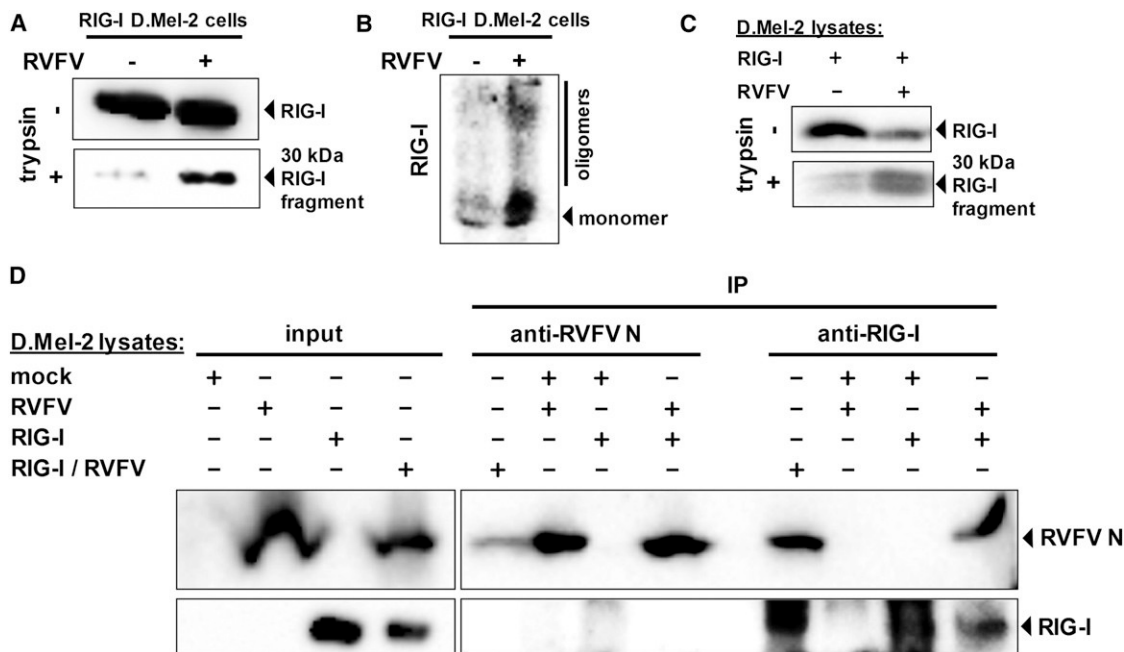 A
RIG-I D.Mel-2 cells
RVFV - +
trypsin
-
RIG-I
+
30 kDa
RIG-I
fragment
B
RIG-I D.Mel-2 cells
RVFV - +
RIG-I
oligomers
monomer
C
D.Mel-2 lysates:
RIG-I + +
RVFV - +
trypsin
-
RIG-I
+
30 kDa
RIG-I
fragment
D
IP
D.Mel-2 lysates: input anti-RVFV N anti-RIG-I
mock + - - - - + + - - + + -
RVFV - + - - - + - + - + - +
RIG-I - - + - - - + + - - + +
RIG-I / RVFV - - - + + - - - + - - -
RVFV N
RIG-I